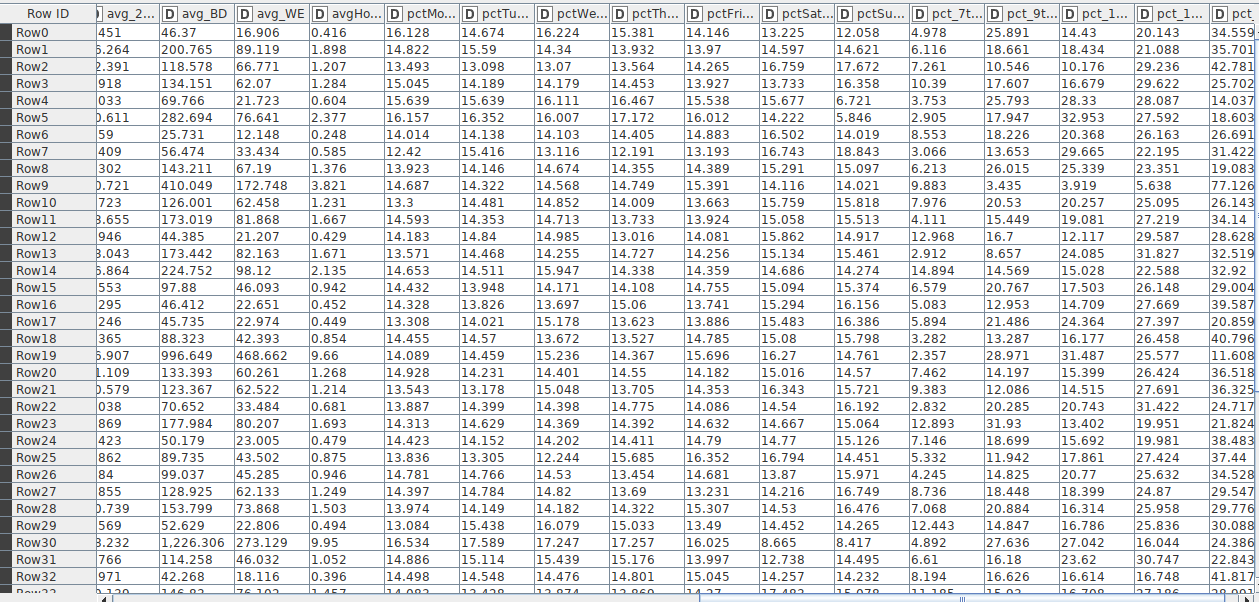 Row ID avg_2... D avg_BD D avg_WE D avgHo... D pctMo... D pctTu... D pctWe... D pctTh... D pctFri... D pctSat... D pctSu... D pct_7t... D pct_9t... D pct_1... D pct_1... D pct
Row0 451 46.37 16.906 0.416 16.128 14.674 16.224 15.381 14.146 13.225 12.058 4.978 25.891 14.43 20.143 34.559
Row1 6.264 200.765 89.119 1.898 14.822 15.59 14.34 13.932 13.97 14.597 14.621 6.116 18.661 18.434 21.088 35.701
Row2 2.391 118.578 66.771 1.207 13.493 13.098 13.07 13.564 14.265 16.759 17.672 7.261 10.546 10.176 29.236 42.781
Row3 918 134.151 62.07 1.284 15.045 14.189 14.179 14.453 13.927 13.733 16.358 10.39 17.607 16.679 29.622 25.702
Row4 033 69.766 21.723 0.604 15.639 15.639 16.111 16.467 15.538 15.677 6.721 3.753 25.793 28.33 28.087 14.037
Row5 0.611 282.694 76.641 2.377 16.157 16.352 16.007 17.172 16.012 14.222 5.846 2.905 17.947 32.953 27.592 18.603
Row6 59 25.731 12.148 0.248 14.014 14.138 14.103 14.405 14.883 16.502 14.019 8.553 18.226 20.368 26.163 26.691
Row7 409 56.474 33.434 0.585 12.42 15.416 13.116 12.191 13.193 16.743 18.843 3.066 13.653 29.665 22.195 31.422
Row8 302 143.211 67.19 1.376 13.923 14.146 14.674 14.355 14.389 15.291 15.097 6.213 26.015 25.339 23.351 19.083
Row9 0.721 410.049 172.748 3.821 14.687 14.322 14.568 14.749 15.391 14.116 14.021 9.883 3.435 3.919 5.638 77.126
Row10 723 126.001 62.458 1.231 13.3 14.481 14.852 14.009 13.663 15.759 15.818 7.976 20.53 20.257 25.095 26.143
Row11 3.655 173.019 81.868 1.667 14.593 14.353 14.713 13.733 13.924 15.058 15.513 4.111 15.449 19.081 27.219 34.14
Row12 946 44.385 21.207 0.429 14.183 14.84 14.985 13.016 14.081 15.862 14.917 12.968 16.7 12.117 29.587 28.628
Row13 3.043 173.442 82.163 1.671 13.571 14.468 14.255 14.727 14.256 15.134 15.461 2.912 8.657 24.085 31.827 32.519
Row14 5.864 224.752 98.12 2.135 14.653 14.511 15.947 14.338 14.359 14.686 14.274 14.894 14.569 15.028 22.588 32.92
Row15 553 97.88 46.093 0.942 14.432 13.948 14.171 14.108 14.755 15.094 15.374 6.579 20.767 17.503 26.148 29.004
Row16 295 46.412 22.651 0.452 14.328 13.826 13.697 15.06 13.741 15.294 16.156 5.083 12.953 14.709 27.669 39.587
Row17 246 45.735 22.974 0.449 13.308 14.021 15.178 13.623 13.886 15.483 16.386 5.894 21.486 24.364 27.397 20.859
Row18 365 88.323 42.393 0.854 14.455 14.57 13.672 13.527 14.785 15.08 15.798 3.282 13.287 16.177 26.458 40.796
Row19 6.907 996.649 468.662 9.66 14.089 14.459 15.236 14.367 15.696 16.27 14.761 2.357 28.971 31.487 25.577 11.608
Row20 1.109 133.393 60.261 1.268 14.928 14.231 14.401 14.55 14.182 15.016 14.57 7.462 14.197 15.399 26.424 36.518
Row21 0.579 123.367 62.522 1.214 13.543 13.178 15.048 13.705 14.353 16.343 15.721 9.383 12.086 14.515 27.691 36.325
Row22 038 70.652 33.484 0.681 13.887 14.399 14.398 14.775 14.086 14.54 16.192 2.832 20.285 20.743 31.422 24.717
Row23 869 177.984 80.207 1.693 14.313 14.629 14.369 14.392 14.632 14.667 15.064 12.893 31.93 13.402 19.951 21.824
Row24 423 50.179 23.005 0.479 14.423 14.152 14.202 14.411 14.79 14.77 15.126 7.146 18.699 15.692 19.981 38.483
Row25 862 89.735 43.502 0.875 13.836 13.305 12.244 15.685 16.352 16.794 14.451 5.332 11.942 17.861 27.424 37.44
Row26 84 99.037 45.285 0.946 14.781 14.766 14.53 13.454 14.681 13.87 15.971 4.245 14.825 20.77 25.632 34.528
Row27 855 128.925 62.133 1.249 14.397 14.784 14.82 13.69 13.231 14.216 16.749 8.736 18.448 18.399 24.87 29.547
Row28 0.739 153.799 73.868 1.503 13.974 14.149 14.182 14.322 15.307 14.53 16.476 7.068 20.884 16.314 25.958 29.776
Row29 569 52.629 22.806 0.494 13.084 15.438 16.079 15.033 13.49 14.452 14.265 12.443 14.847 16.786 25.836 30.088
Row30 3.232 1,226.306 273.129 9.95 16.534 17.589 17.247 17.257 16.025 8.665 8.417 4.892 27.636 27.042 16.044 24.386
Row31 766 114.258 46.032 1.052 14.886 15.114 15.439 15.176 13.997 12.738 14.495 6.61 16.18 23.62 30.747 22.843
Row32 971 42.268 18.116 0.396 14.498 14.548 14.476 14.801 15.045 14.257 14.232 8.194 16.626 16.614 16.748 41.817